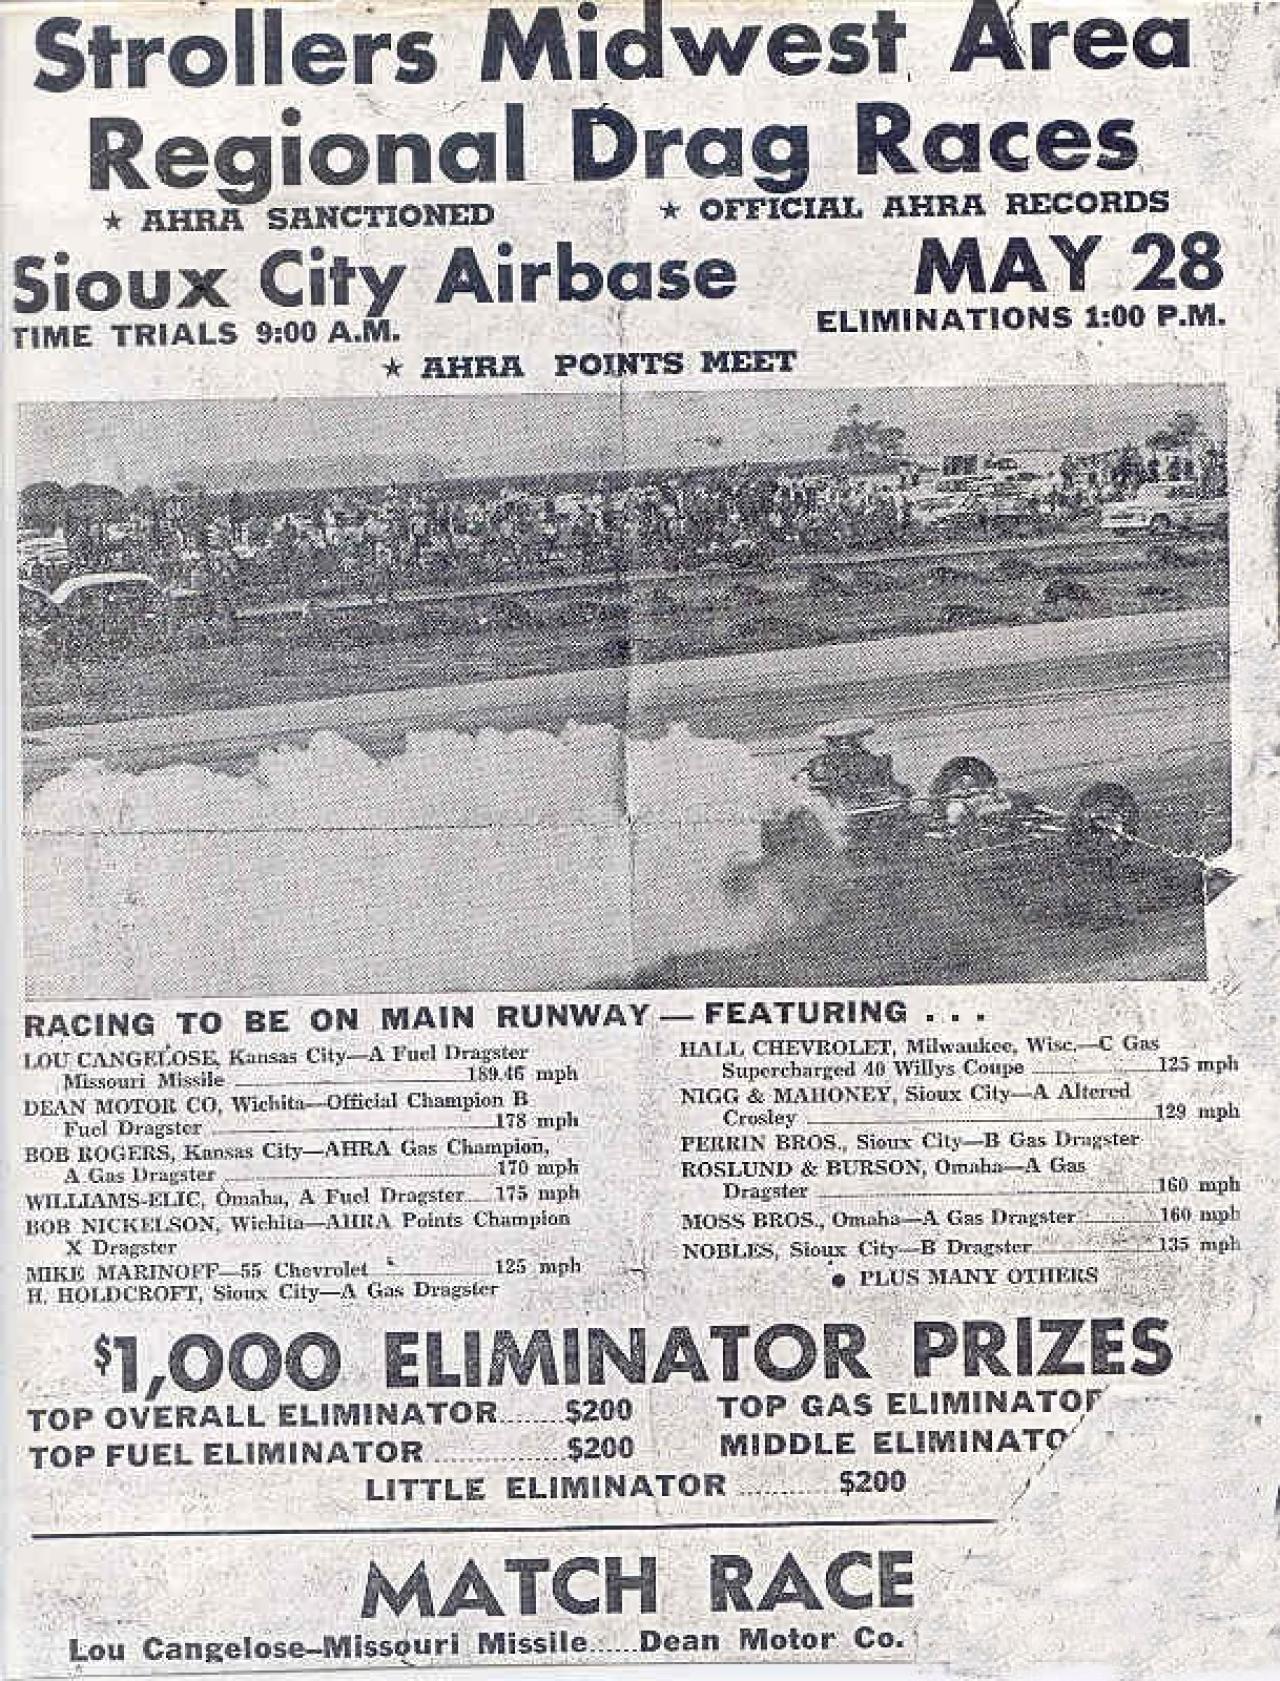 Strollers Midwest Area
Regional Drag Races
★ AHRA SANCTIONED ★ OFFICIAL AHRA RECORDS
Sioux City Airbase MAY 28
TIME TRIALS 9:00 A.M. ELIMINATIONS 1:00 P.M.
★ AHRA POINTS MEET
RACING TO BE ON MAIN RUNWAY — FEATURING . . .
LOU CANGELOSE, Kansas City—A Fuel Dragster
Missouri Missile 189.46 mph
DEAN MOTOR CO, Wichita—Official Champion B
Fuel Dragster 178 mph
BOB ROGERS, Kansas City—AHRA Gas Champion,
A Gas Dragster 170 mph
WILLIAMS-ELIC, Omaha, A Fuel Dragster 175 mph
BOB NICKELSON, Wichita—AHRA Points Champion
X Dragster
MIKE MARINOFF—55 Chevrolet 125 mph
H. HOLDCROFT, Sioux City—A Gas Dragster
HALL CHEVROLET, Milwaukee, Wisc.—C Gas
Supercharged 40 Willys Coupe 125 mph
NIGG & MAHONEY, Sioux City—A Altered
Crosley 129 mph
PERRIN BROS., Sioux City—B Gas Dragster
ROSLUND & BURSON, Omaha—A Gas
Dragster 160 mph
MOSS BROS., Omaha—A Gas Dragster 160 mph
NOBLES, Sioux City—B Dragster 135 mph
● PLUS MANY OTHERS
$1,000 ELIMINATOR PRIZES
TOP OVERALL ELIMINATOR $200
TOP FUEL ELIMINATOR $200
TOP GAS ELIMINATOR
MIDDLE ELIMINATO
LITTLE ELIMINATOR $200
MATCH RACE
Lou Cangelose—Missouri Missile......Dean Motor Co.